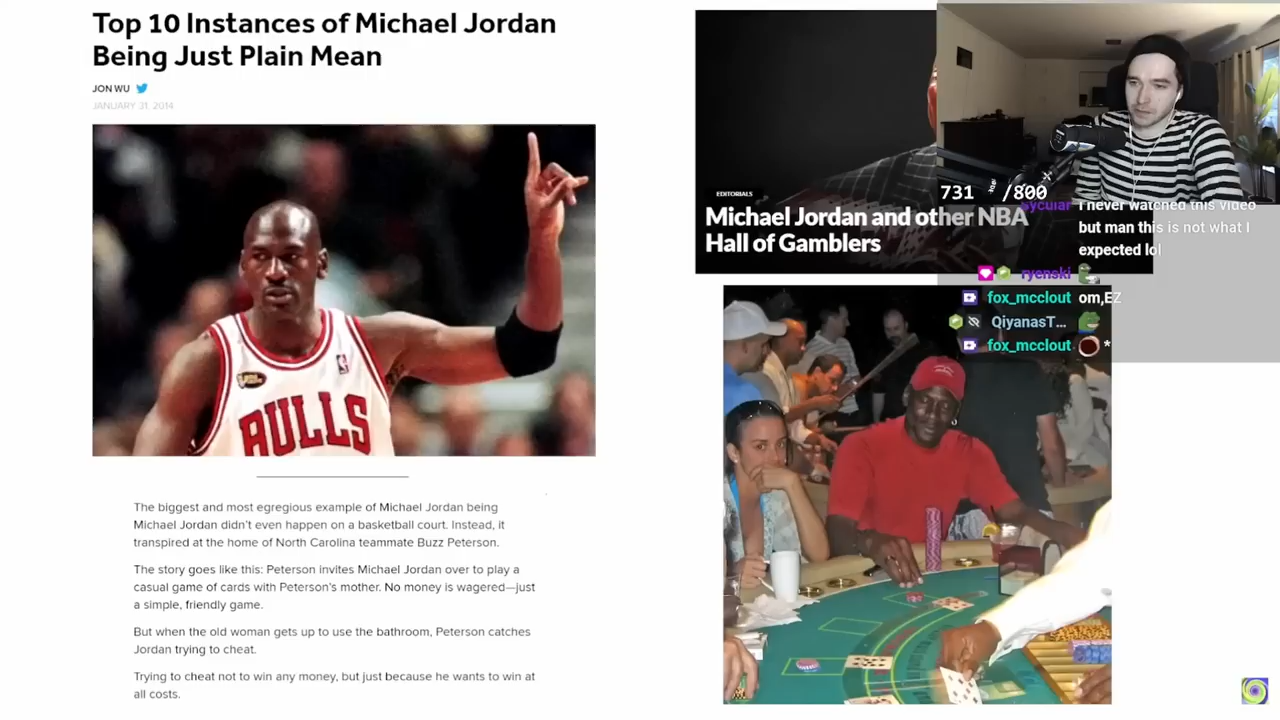 Top 10 Instances of Michael Jordan
Being Just Plain Mean
JON WU
JANUARY 31, 2014
BULLS
The biggest and most egregious example of Michael Jordan being
Michael Jordan didn't even happen on a basketball court. Instead, it
transpired at the home of North Carolina teammate Buzz Peterson.
The story goes like this: Peterson invites Michael Jordan over to play a
casual game of cards with Peterson's mother. No money is wagered—just
a simple, friendly game.
But when the old woman gets up to use the bathroom, Peterson catches
Jordan trying to cheat.
Trying to cheat not to win any money, but just because he wants to win at
all costs.
EDITORIALS
Michael Jordan and other NBA
Hall of Gamblers
731 /800
I never watched this video
but man this is not what I
expected lol
ryenski
fox_mcclout om,EZ
QiyanasT...
fox_mcclout *